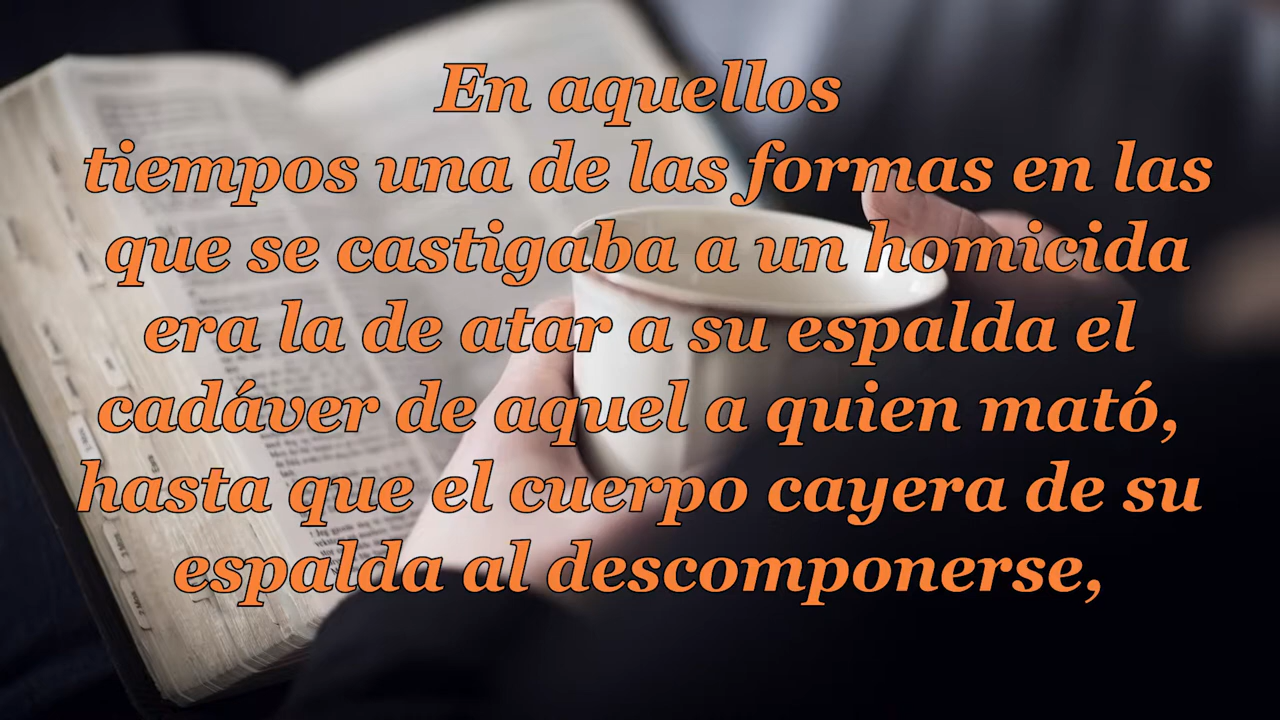 En aquellos
tiempos una de las formas en las
que se castigaba a un homicida
era la de atar a su espalda el
cadáver de aquel a quien mató,
hasta que el cuerpo cayera de su
espalda al descomponerse,